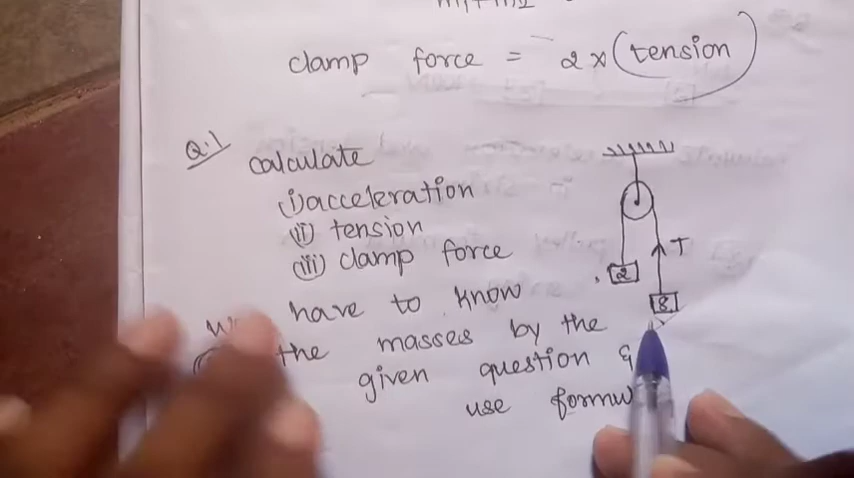 clamp force = 2 x (tension)
Q.1 calculate
(i) acceleration
(ii) tension
(iii) clamp force
T
2
8
have to know
the masses by the
given question &
use